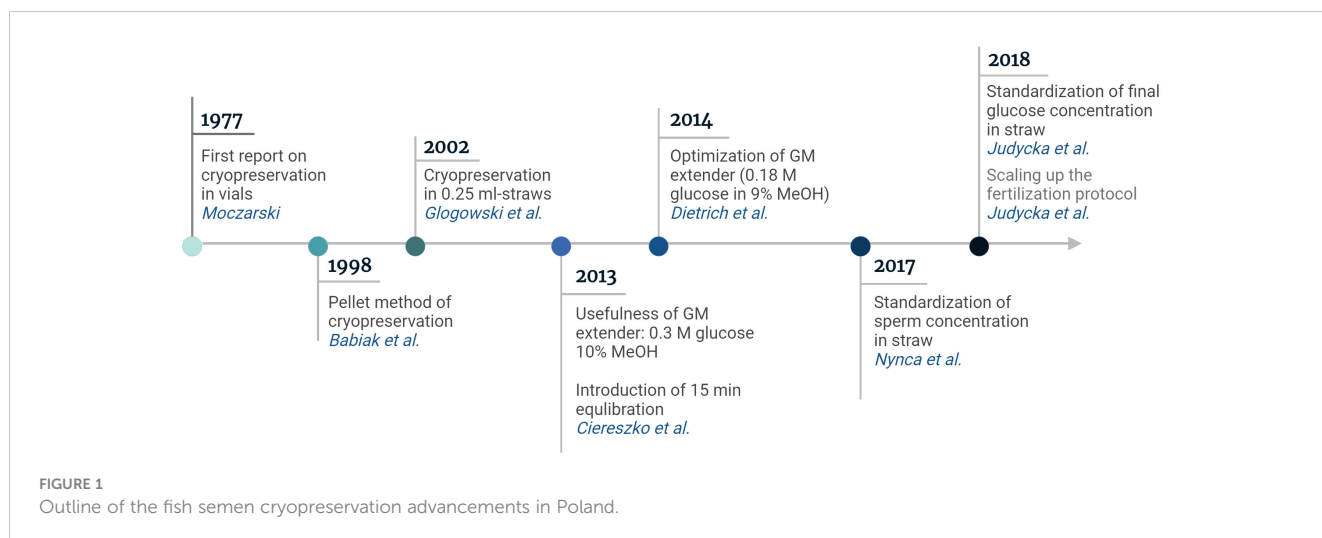 1977
First report on
cryopreservation
in vials
Moczarski
1998
Pellet method of
cryopreservation
Babiak et al.
2002
Cryopreservation
in 0.25 ml-straws
Glogowski et al.
2013
Usefulness of GM
extender: 0.3 M glucose
10% MeOH
Introduction of 15 min
equlibration
Ciereszko et al.
2014
Optimization of GM
extender (0.18 M
glucose in 9% MeOH)
Dietrich et al.
2017
Standardization of
sperm concentration
in straw
Nynca et al.
2018
Standardization of final
glucose concentration
in straw
Judycka et al.
Scaling up the
fertilization protocol
Judycka et al.
FIGURE 1
Outline of the fish semen cryopreservation advancements in Poland.